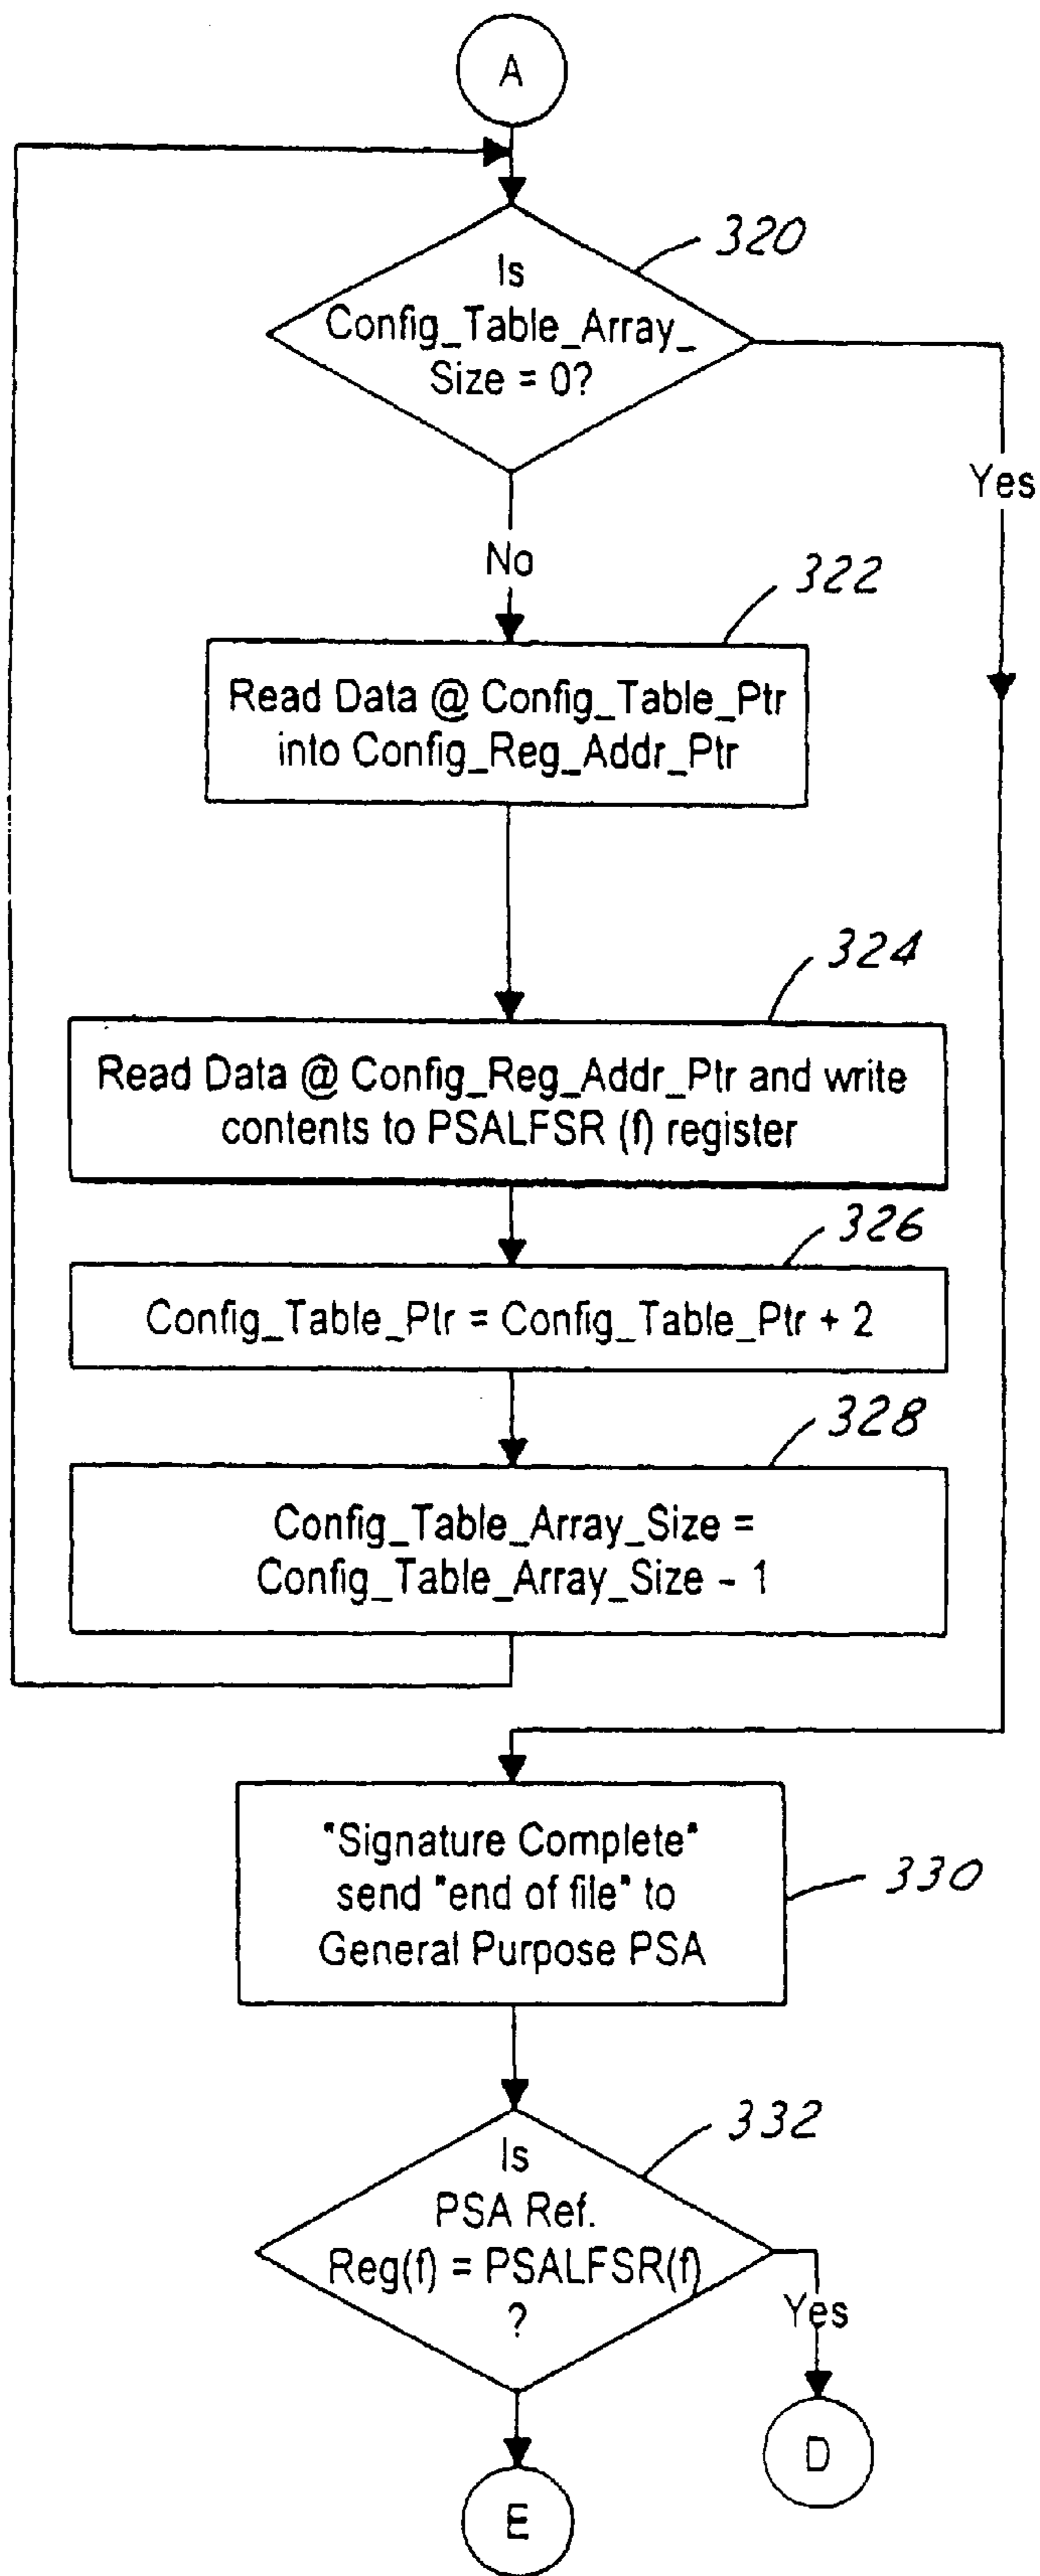 A
320
Is
Config_Table_Array_
Size = 0?
Yes
No
322
Read Data @ Config_Table_Ptr
into Config_Reg_Addr_Ptr
324
Read Data @ Config_Reg_Addr_Ptr and write
contents to PSALFSR (f) register
326
Config_Table_Ptr = Config_Table_Ptr + 2
328
Config_Table_Array_Size =
Config_Table_Array_Size - 1
"Signature Complete"
send "end of file" to
General Purpose PSA
330
332
Is
PSA Ref.
Reg(f) = PSALFSR(f)
?
Yes
D
E